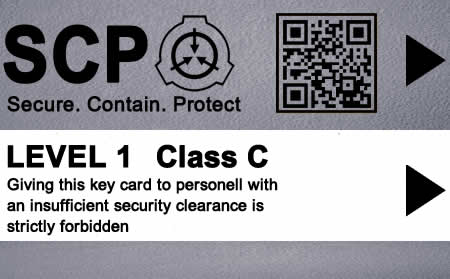 SCP
Secure. Contain. Protect
LEVEL 1 Class C
Giving this key card to personell with
an insufficient security clearance is
strictly forbidden